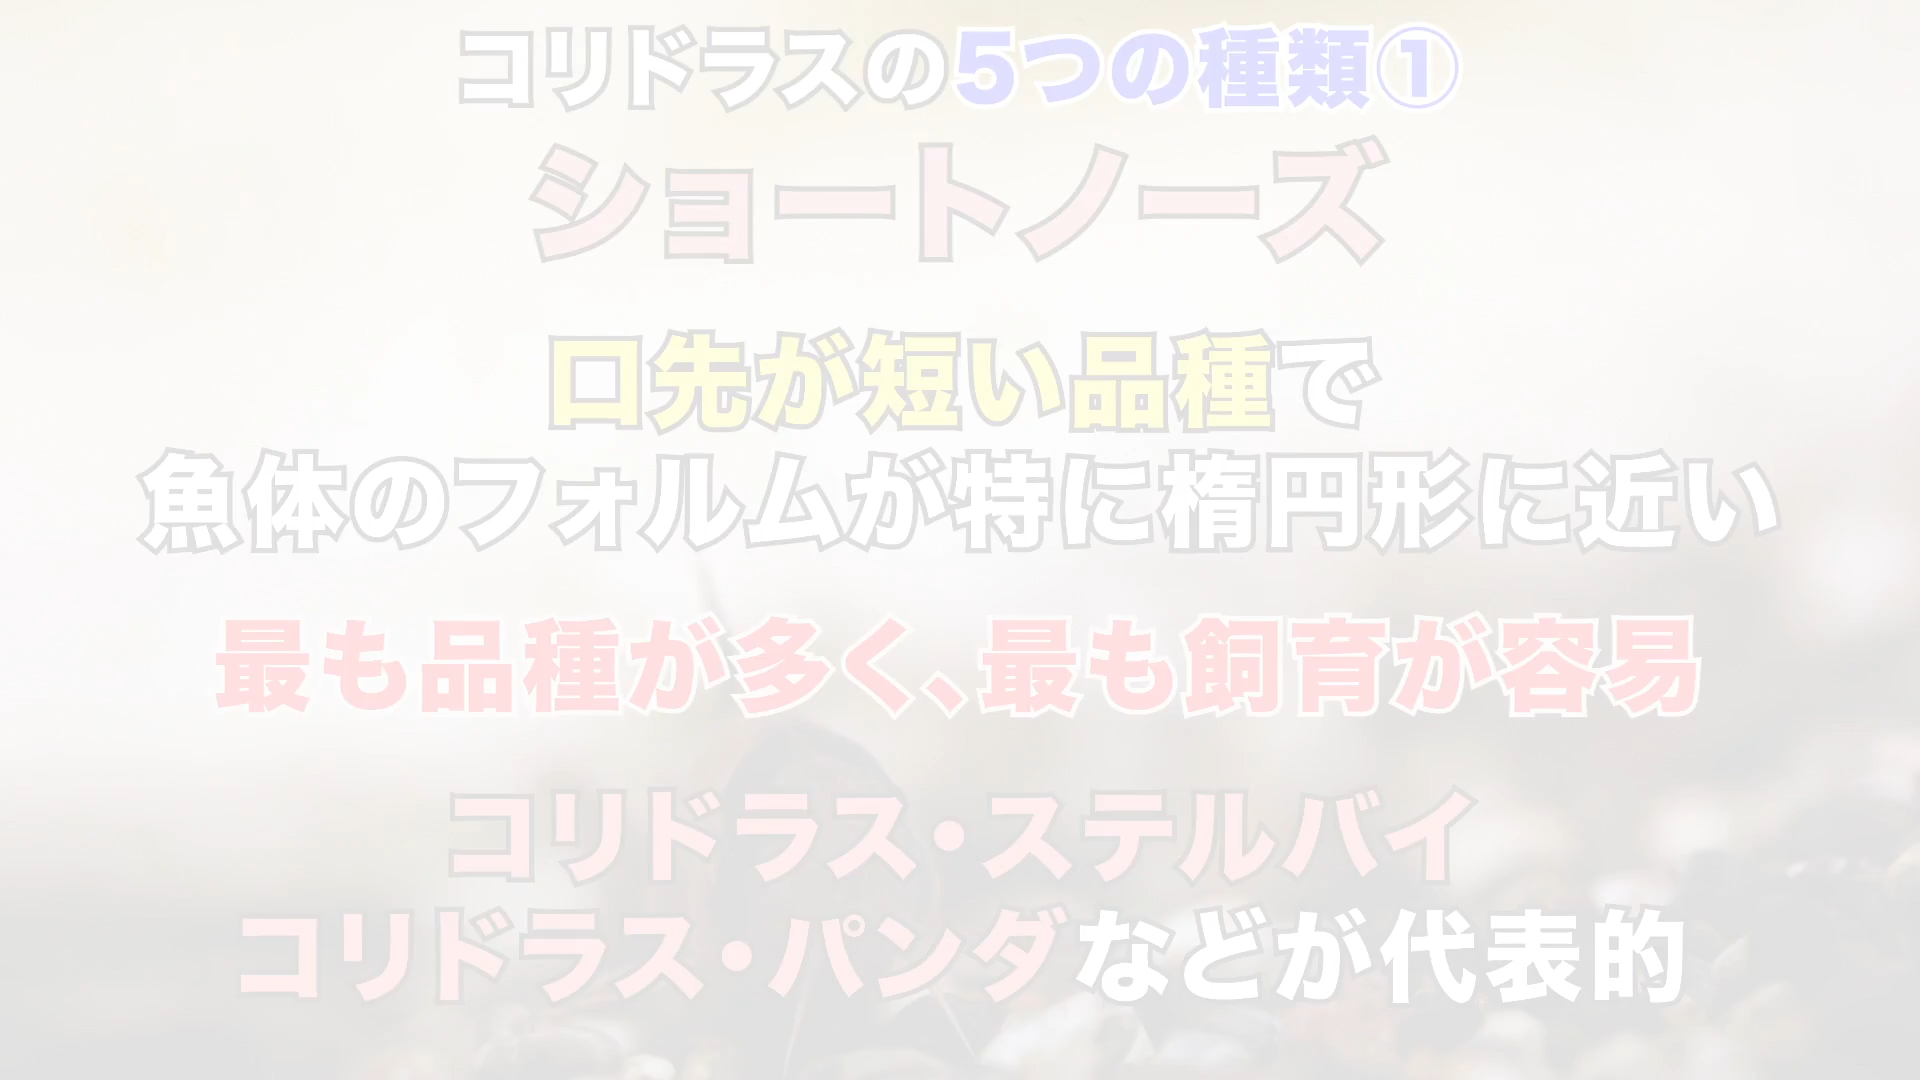 コリドラスの5つの種類①
ショートノーズ
口先が短い品種で
魚体のフォルムが特に楕円形に近い
最も品種が多く、最も飼育が容易
コリドラス・ステルバイ
コリドラス・パンダなどが代表的